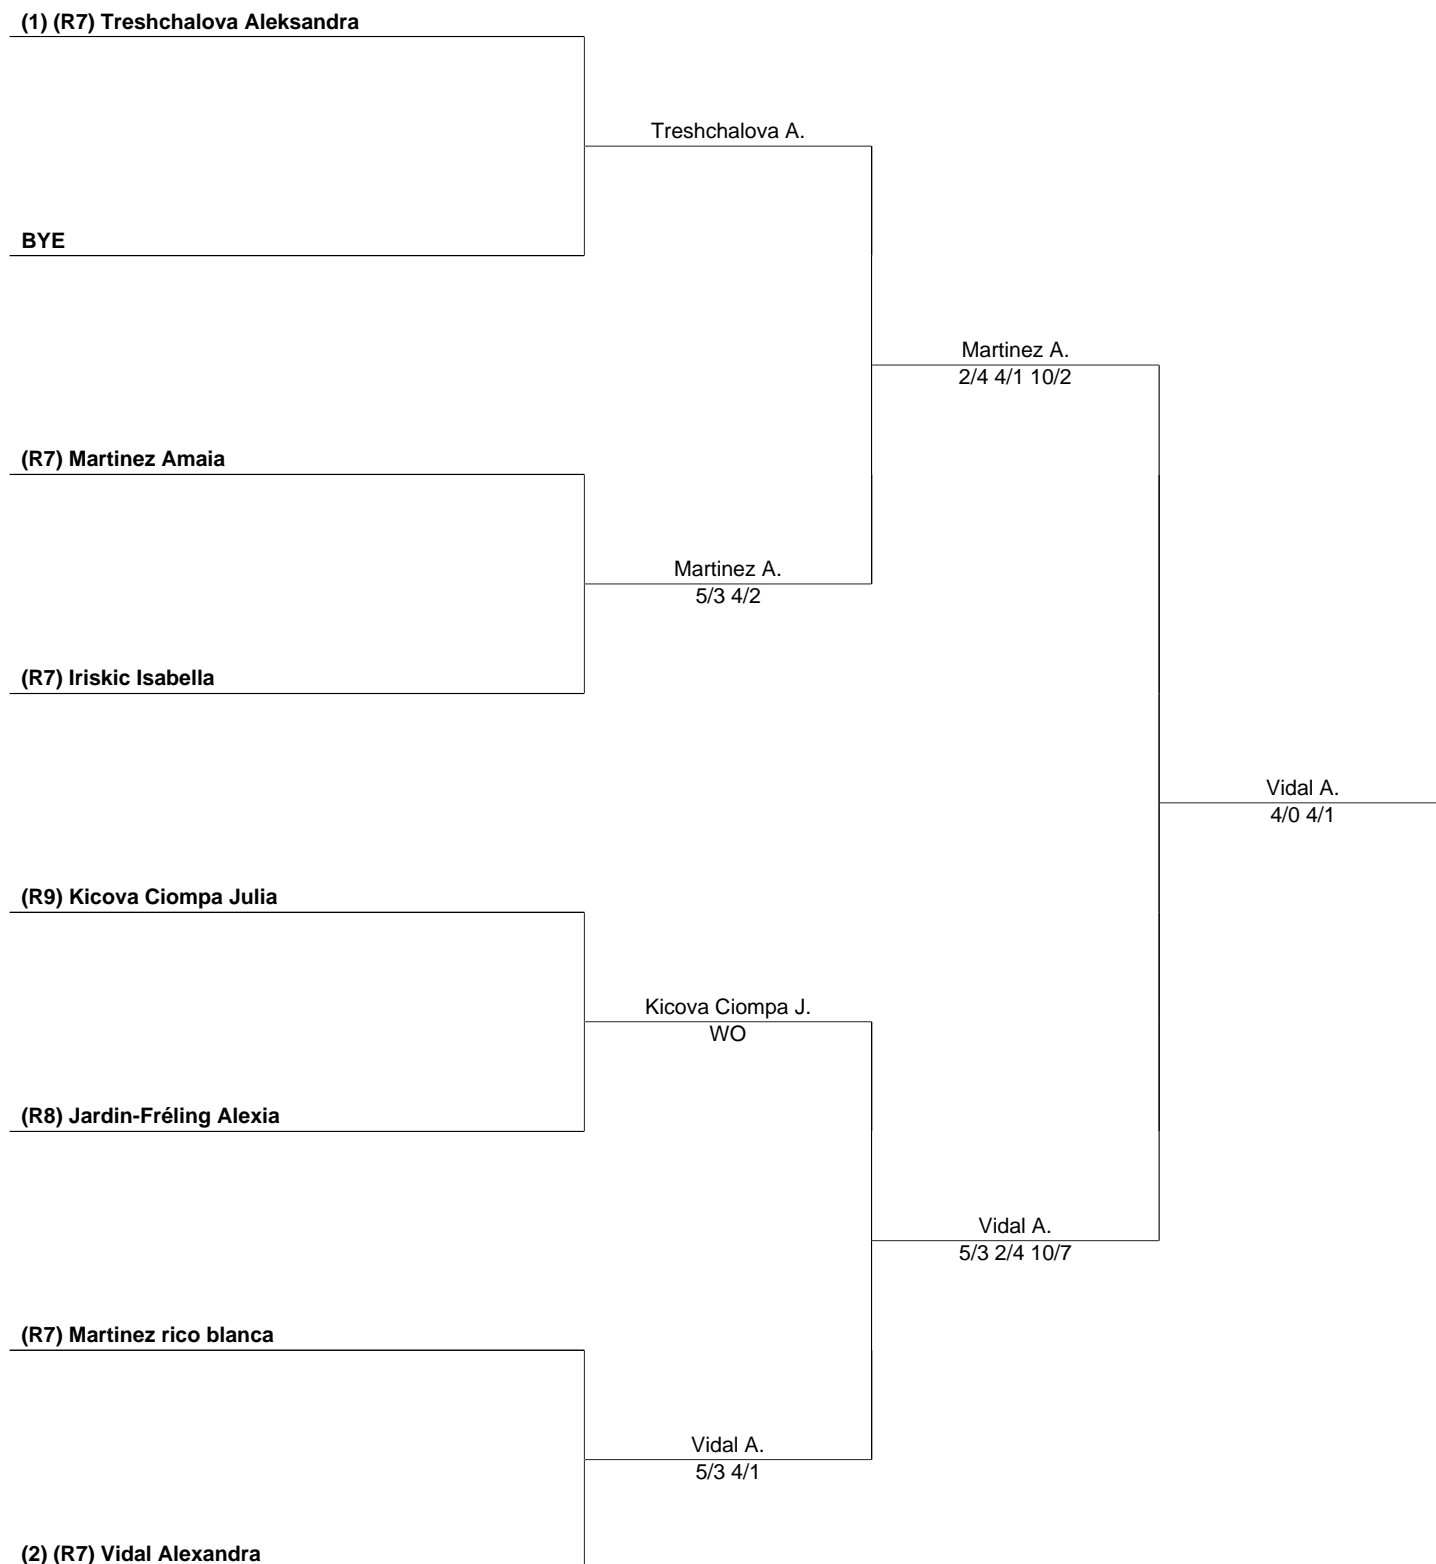 (1) (R7) Treshchalova Aleksandra
Treshchalova A.
BYE
Martinez A.
2/4 4/1 10/2
(R7) Martinez Amaia
Martinez A.
5/3 4/2
(R7) Iriskic Isabella
Vidal A.
4/0 4/1
(R9) Kicova Ciompa Julia
Kicova Ciompa J.
WO
(R8) Jardin-Fréling Alexia
Vidal A.
5/3 2/4 10/7
(R7) Martinez rico blanca
Vidal A.
5/3 4/1
(2) (R7) Vidal Alexandra